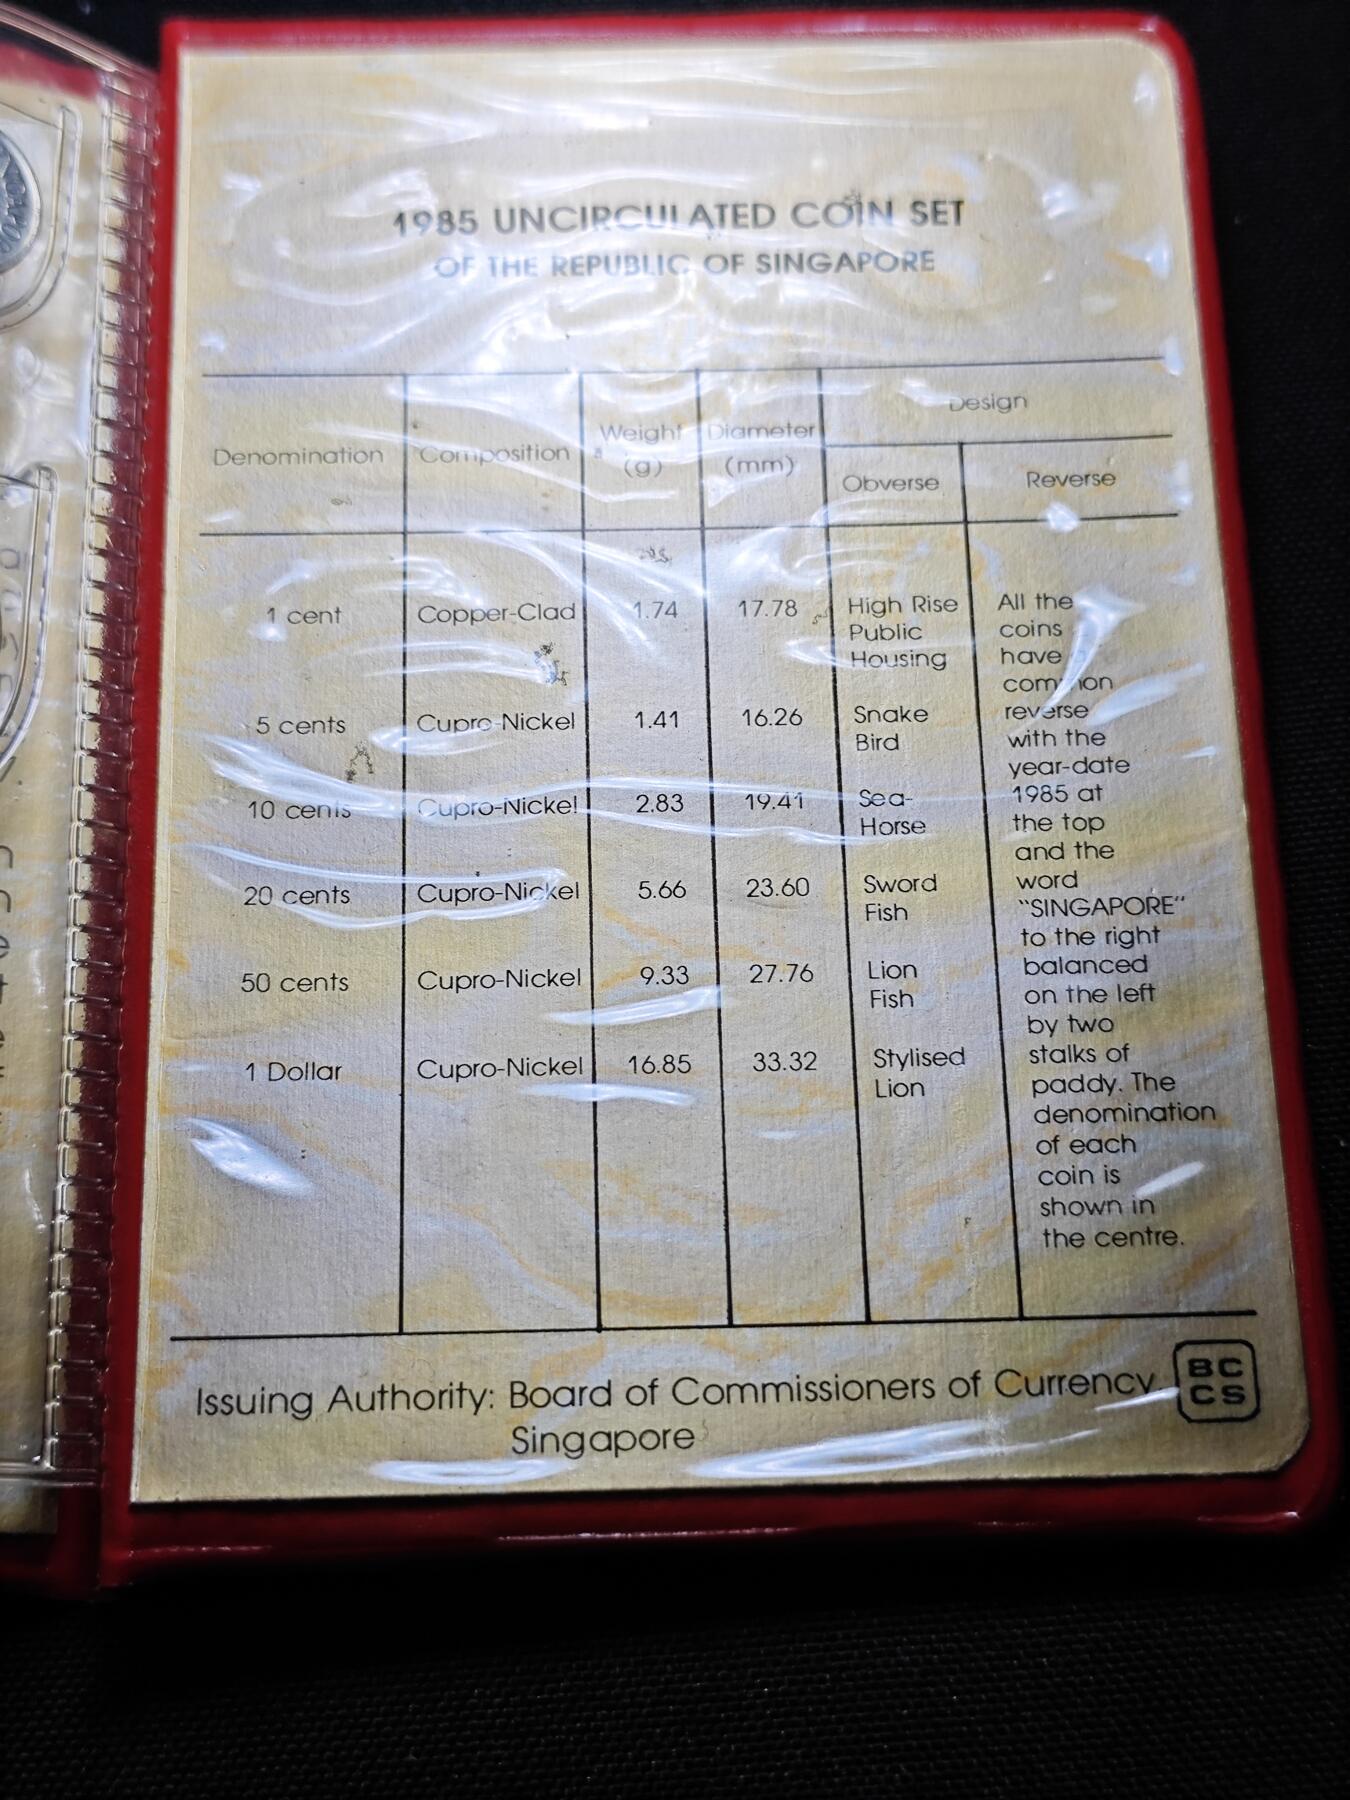 1985 UNCIRCULATED COIN SET
OF THE REPUBLIC OF SINGAPORE
Denomination Composition Weight (g) Diameter (mm) Design
Obverse Reverse
1 cent Copper-Clad 1.74 17.78 High Rise
Public
Housing
5 cents Cupro-Nickel 1.41 16.26 Snake
Bird
10 cents Cupro-Nickel 2.83 19.41 Sea-
Horse
20 cents Cupro-Nickel 5.66 23.60 Sword
Fish
50 cents Cupro-Nickel 9.33 27.76 Lion
Fish
1 Dollar Cupro-Nickel 16.85 33.32 Stylised
Lion
All the
coins
have a
common
reverse
with the
year-date
1985 at
the top
and the
word
"SINGAPORE"
to the right
balanced
on the left
by two
stalks of
paddy. The
denomination
of each
coin is
shown in
the centre.
Issuing Authority: Board of Commissioners of Currency
Singapore
BC
CS